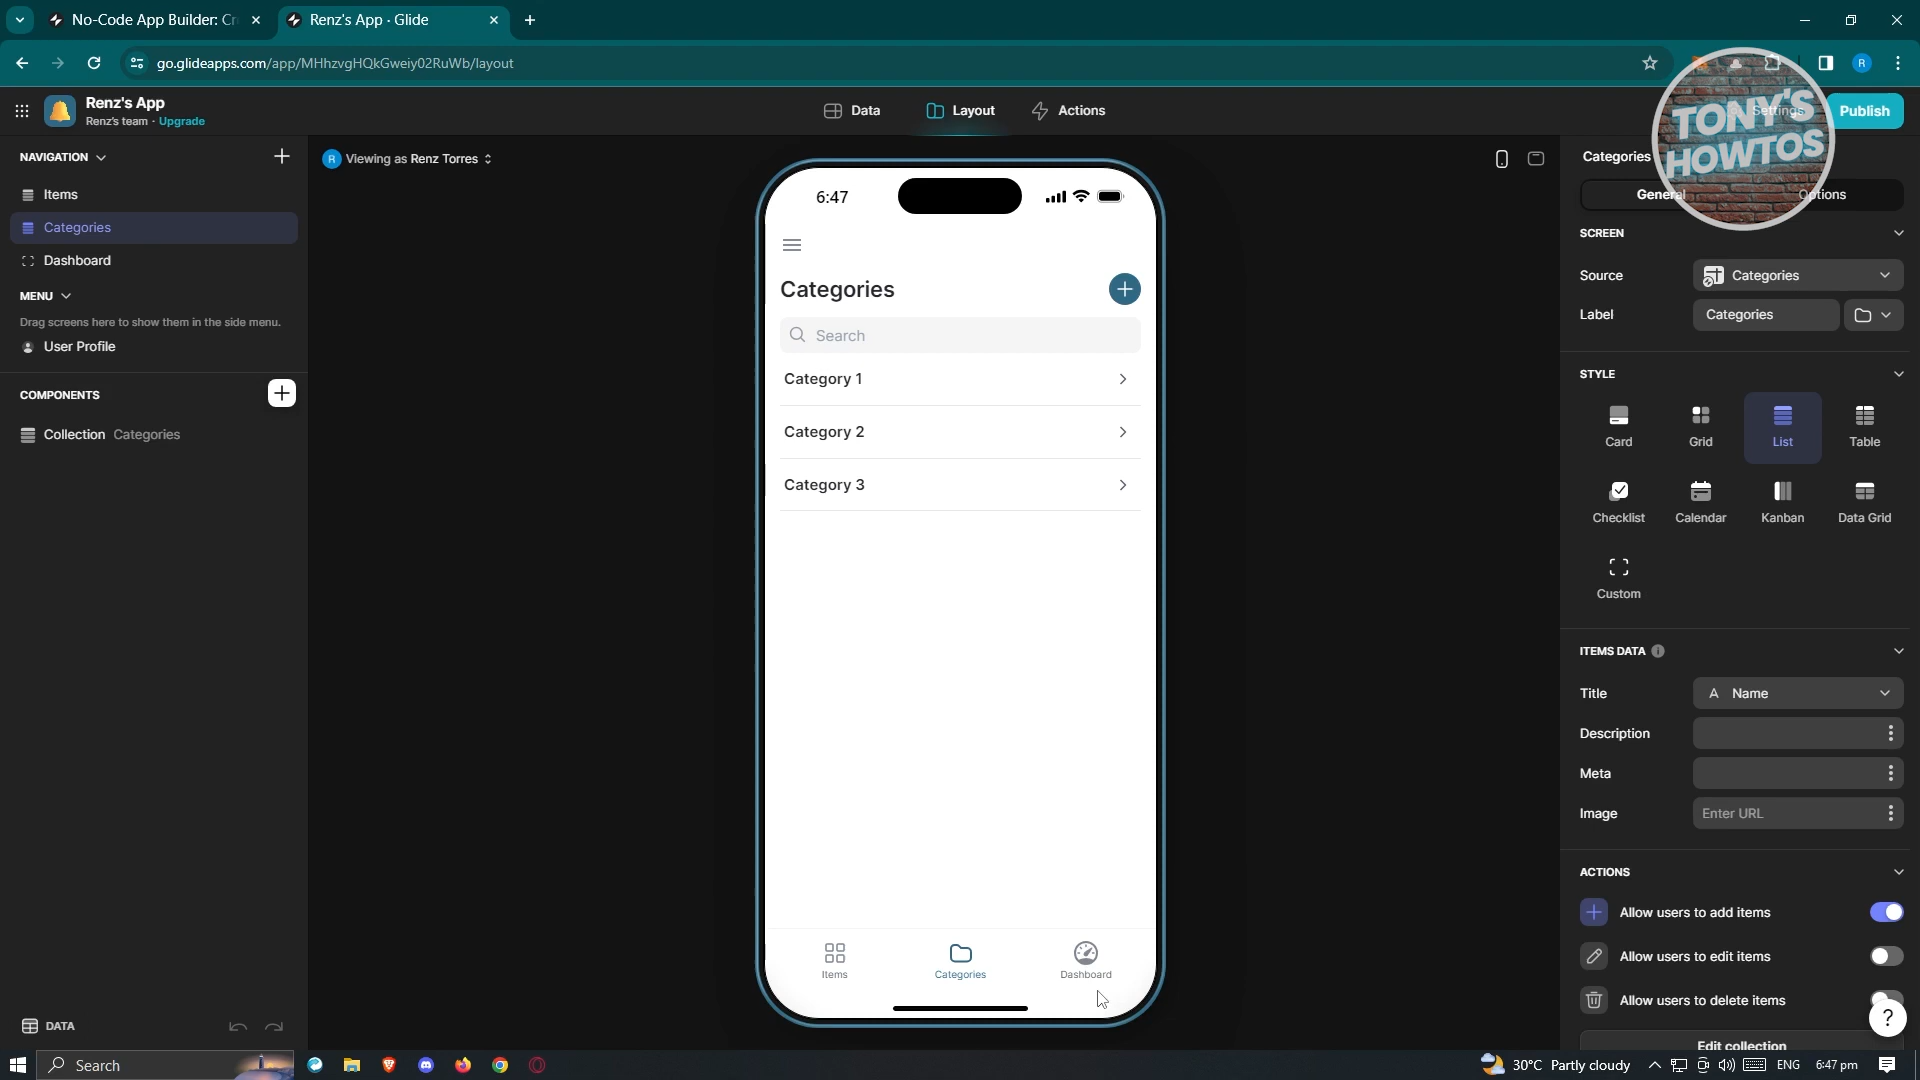 No-Code App Builder: Cr
Renz's App - Glide
go.glideapps.com/app/MHhzvgHQkGweiy02RuWb/layout
R
Renz's App
Renz's team · Upgrade
Data
Layout
Actions
Settings
Publish
TONY'S
HOWTOS
NAVIGATION
Items
Categories
Dashboard
MENU
Drag screens here to show them in the side menu.
User Profile
COMPONENTS
Collection Categories
DATA
R Viewing as Renz Torres
6:47
Categories
Search
Category 1
Category 2
Category 3
Items
Categories
Dashboard
Categories
General
Options
SCREEN
Source
Categories
Label
Categories
STYLE
Card
Grid
List
Table
Checklist
Calendar
Kanban
Data Grid
Custom
ITEMS DATA
Title
A Name
Description
Meta
Image
Enter URL
ACTIONS
Allow users to add items
Allow users to edit items
Allow users to delete items
?
Edit collection
Search
30°C Partly cloudy
ENG
6:47 pm